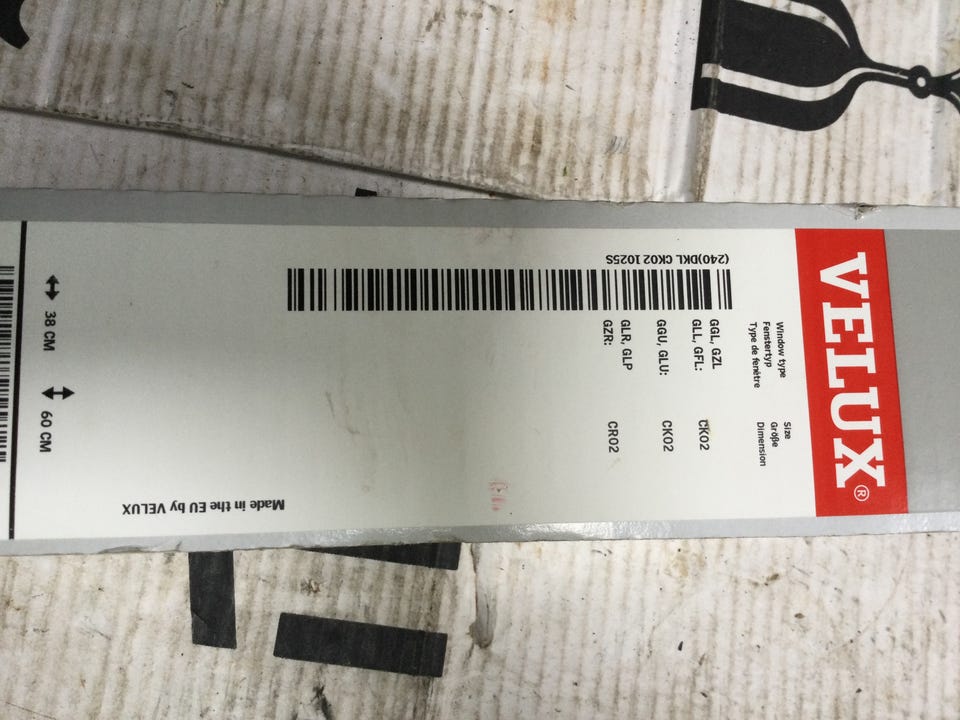 VELUX®
Window type
Fenstertyp
Type de fenêtre
Size
Größe
Dimension
GGL, GZL
GLL, GFL: CK02
GGU, GLU: CK02
GLR, GLP
GZR: CR02
(240)DKL CK02 1025S
Made in the EU by VELUX
38 CM
60 CM